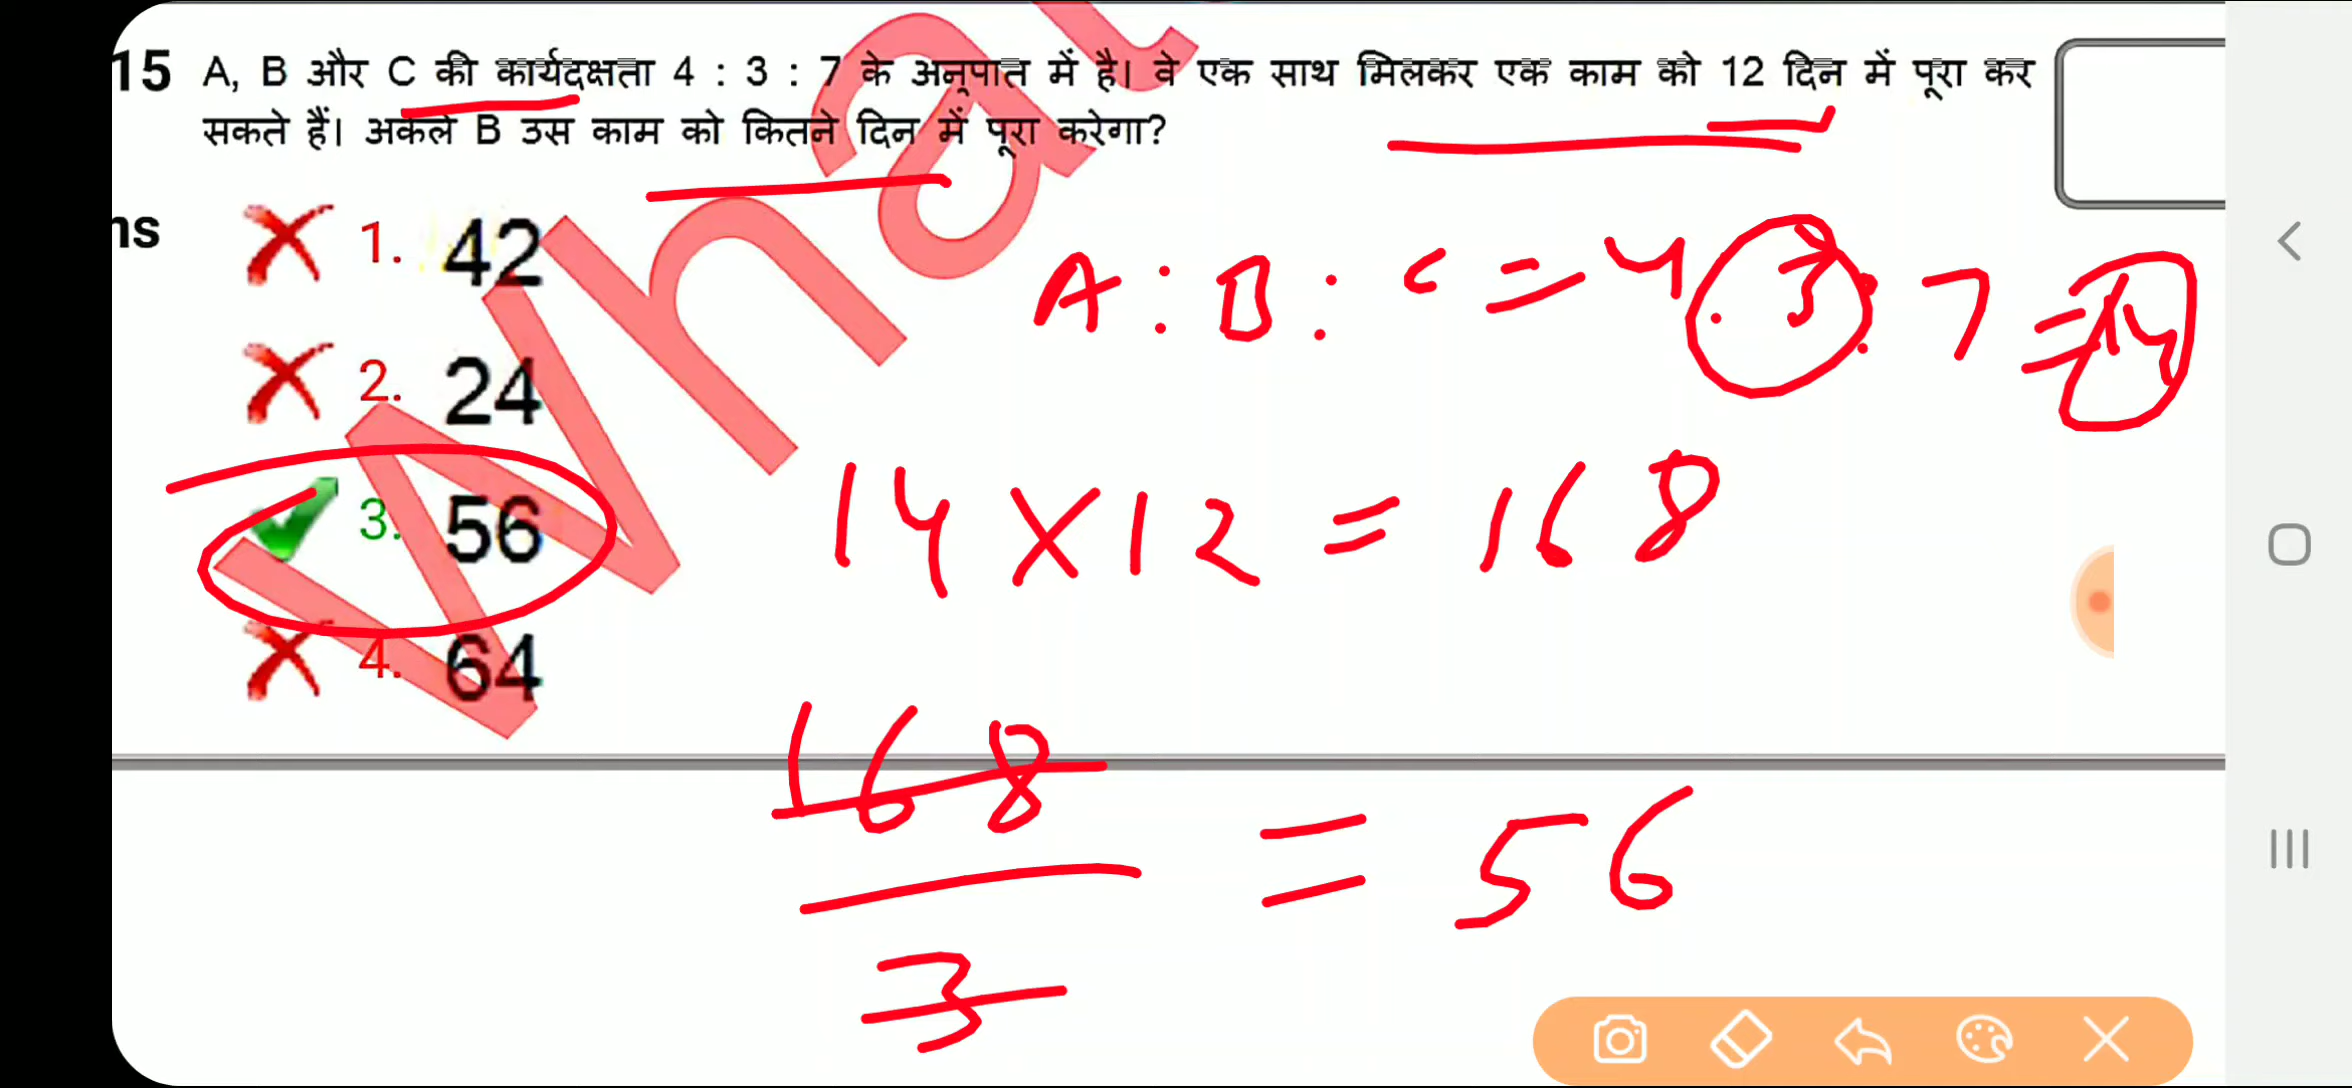 15 A, B और C की कार्यदक्षता 4 : 3 : 7 के अनुपात में है। वे एक साथ मिलकर एक काम को 12 दिन में पूरा कर
सकते हैं। अकेले B उस काम को कितने दिन में पूरा करेगा?
ns
1. 42
2. 24
3. 56
4. 64
A : B : C = 4 : 3 : 7 = 14
14 X 12 = 168
168
3
= 56